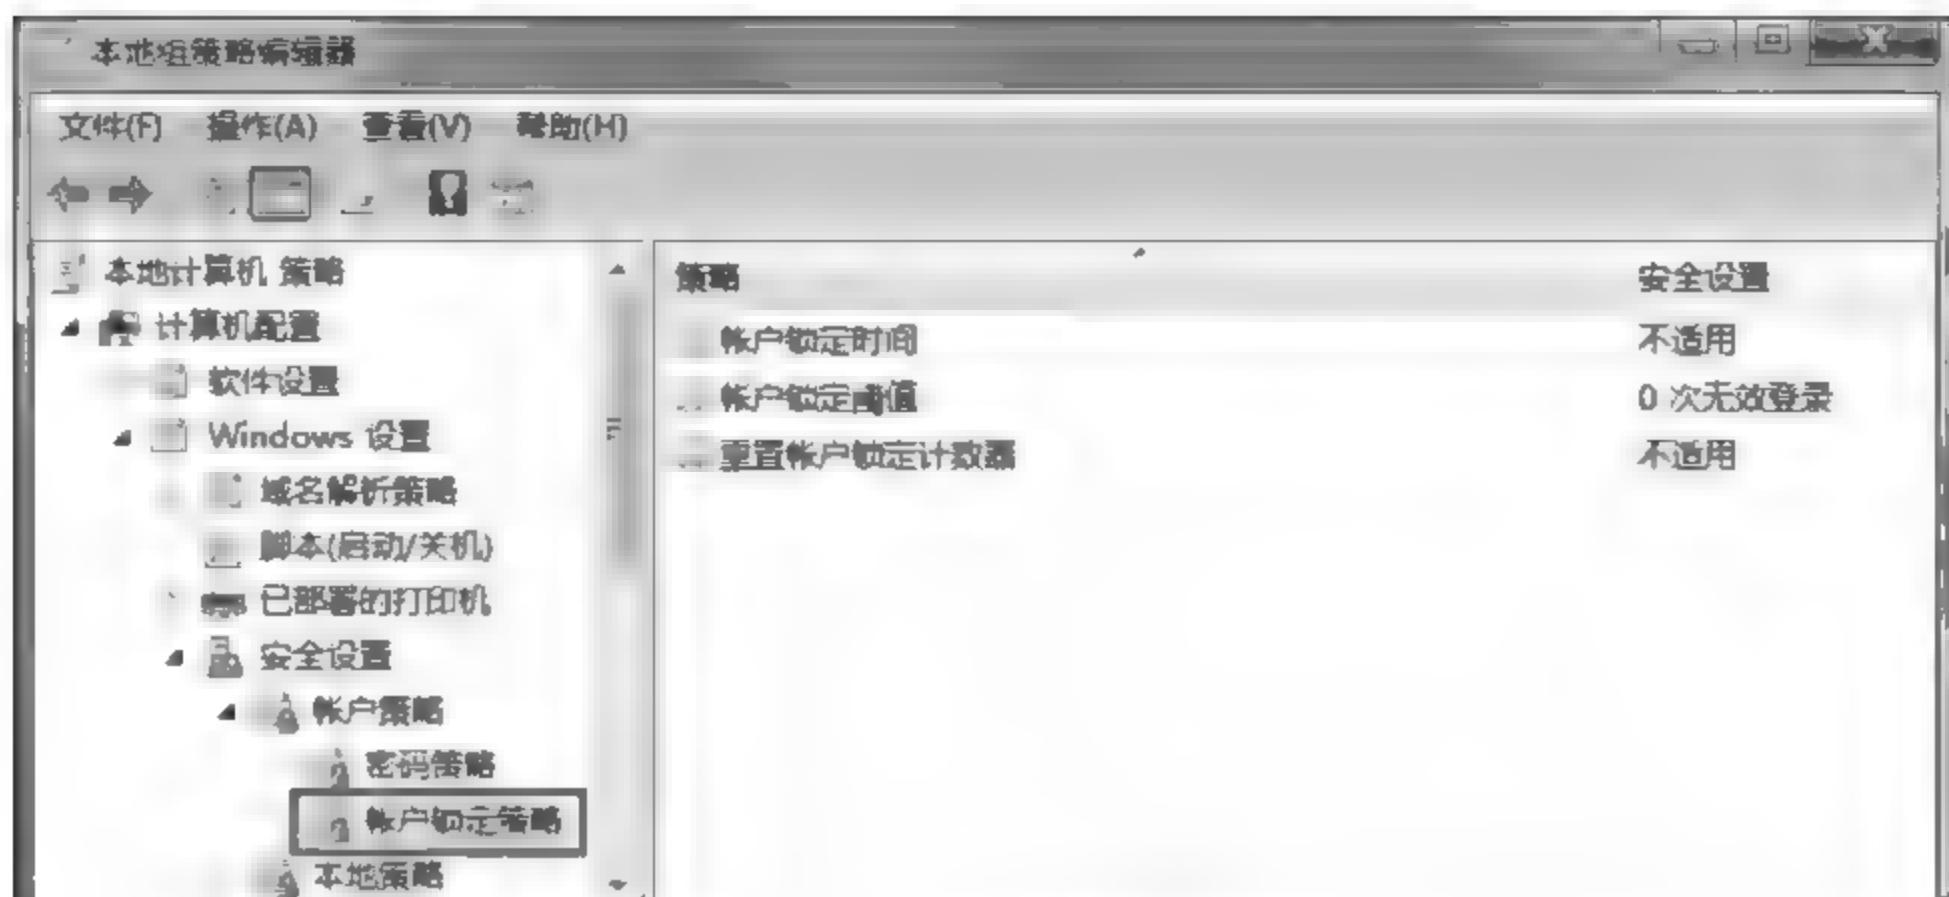 本地组策略编辑器
文件(F) 操作(A) 查看(V) 帮助(H)
本地计算机 策略
计算机配置
软件设置
Windows 设置
域名解析策略
脚本(启动/关机)
已部署的打印机
安全设置
帐户策略
密码策略
帐户锁定策略
本地策略
策略 安全设置
帐户锁定时间 不适用
帐户锁定阈值 0 次无效登录
重置帐户锁定计数器 不适用